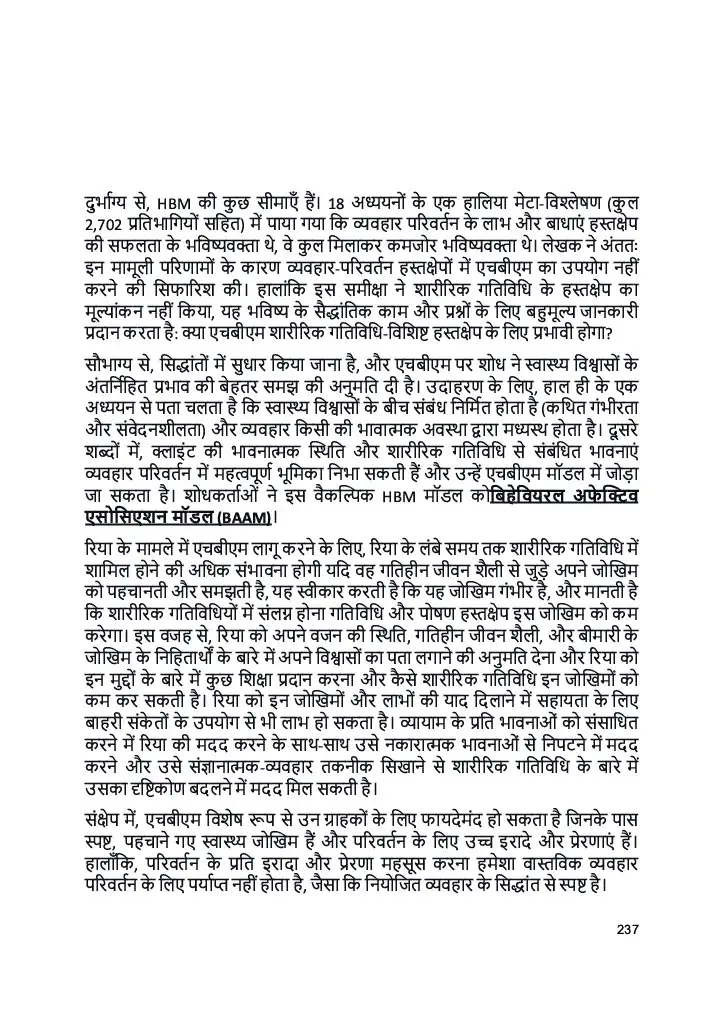 दुर्भाग्य से, HBM की कुछ सीमाएँ हैं। 18 अध्ययनों के एक हालिया मेटा-विश्लेषण (कुल
2,702 प्रतिभागियों सहित) में पाया गया कि व्यवहार परिवर्तन के लाभ और बाधाएं हस्तक्षेप
की सफलता के भविष्यवक्ता थे, वे कुल मिलाकर कमजोर भविष्यवक्ता थे। लेखक ने अंततः
इन मामूली परिणामों के कारण व्यवहार-परिवर्तन हस्तक्षेपों में एचबीएम का उपयोग नहीं
करने की सिफारिश की। हालांकि इस समीक्षा ने शारीरिक गतिविधि के हस्तक्षेप का
मूल्यांकन नहीं किया, यह भविष्य के सैद्धांतिक काम और प्रश्नों के लिए बहुमूल्य जानकारी
प्रदान करता है: क्या एचबीएम शारीरिक गतिविधि-विशिष्ट हस्तक्षेप के लिए प्रभावी होगा?
सौभाग्य से, सिद्धांतों में सुधार किया जाना है, और एचबीएम पर शोध ने स्वास्थ्य विश्वासों के
अंतर्निहित प्रभाव की बेहतर समझ की अनुमति दी है। उदाहरण के लिए, हाल ही के एक
अध्ययन से पता चलता है कि स्वास्थ्य विश्वासों के बीच संबंध निर्मित होता है (कथित गंभीरता
और संवेदनशीलता) और व्यवहार किसी की भावात्मक अवस्था द्वारा मध्यस्थ होता है। दूसरे
शब्दों में, क्लाइंट की भावनात्मक स्थिति और शारीरिक गतिविधि से संबंधित भावनाएं
व्यवहार परिवर्तन में महत्वपूर्ण भूमिका निभा सकती हैं और उन्हें एचबीएम मॉडल में जोड़ा
जा सकता है। शोधकर्ताओं ने इस वैकल्पिक HBM मॉडल कोबिहेवियरल अफेक्टिव
एसोसिएशन मॉडल (BAAM)।
रिया के मामले में एचबीएम लागू करने के लिए, रिया के लंबे समय तक शारीरिक गतिविधि में
शामिल होने की अधिक संभावना होगी यदि वह गतिहीन जीवन शैली से जुड़े अपने जोखिम
को पहचानती और समझती है, यह स्वीकार करती है कि यह जोखिम गंभीर है, और मानती है
कि शारीरिक गतिविधियों में संलग्न होना गतिविधि और पोषण हस्तक्षेप इस जोखिम को कम
करेगा। इस वजह से, रिया को अपने वजन की स्थिति, गतिहीन जीवन शैली, और बीमारी के
जोखिम के निहितार्थों के बारे में अपने विश्वासों का पता लगाने की अनुमति देना और रिया को
इन मुद्दों के बारे में कुछ शिक्षा प्रदान करना और कैसे शारीरिक गतिविधि इन जोखिमों को
कम कर सकती है। रिया को इन जोखिमों और लाभों की याद दिलाने में सहायता के लिए
बाहरी संकेतों के उपयोग से भी लाभ हो सकता है। व्यायाम के प्रति भावनाओं को संसाधित
करने में रिया की मदद करने के साथ-साथ उसे नकारात्मक भावनाओं से निपटने में मदद
करने और उसे संज्ञानात्मक-व्यवहार तकनीक सिखाने से शारीरिक गतिविधि के बारे में
उसका दृष्टिकोण बदलने में मदद मिल सकती है।
संक्षेप में, एचबीएम विशेष रूप से उन ग्राहकों के लिए फायदेमंद हो सकता है जिनके पास
स्पष्ट, पहचाने गए स्वास्थ्य जोखिम हैं और परिवर्तन के लिए उच्च इरादे और प्रेरणाएं हैं।
हालाँकि, परिवर्तन के प्रति इरादा और प्रेरणा महसूस करना हमेशा वास्तविक व्यवहार
परिवर्तन के लिए पर्याप्त नहीं होता है, जैसा कि नियोजित व्यवहार के सिद्धांत से स्पष्ट है।
237